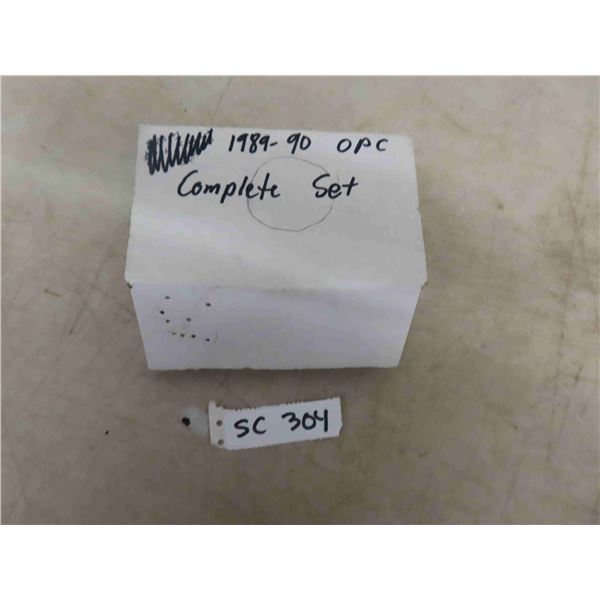 1989-90 OPC
Complete Set
SC 304